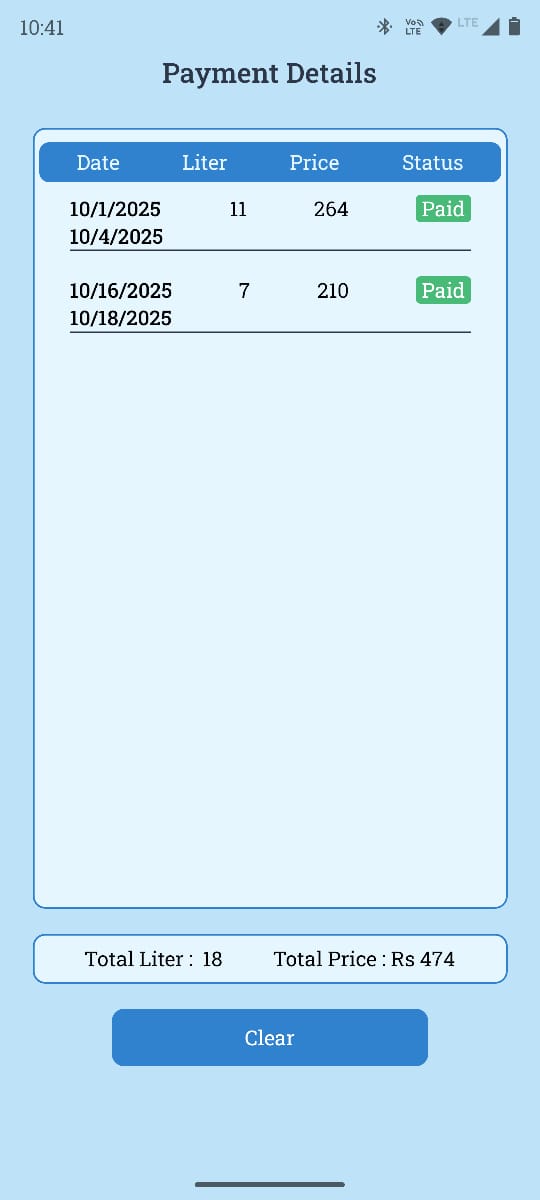 10:41 Vo LTE LTE
Payment Details
Date Liter Price Status
10/1/2025 11 264 Paid
10/4/2025
10/16/2025 7 210 Paid
10/18/2025
Total Liter : 18 Total Price : Rs 474
Clear